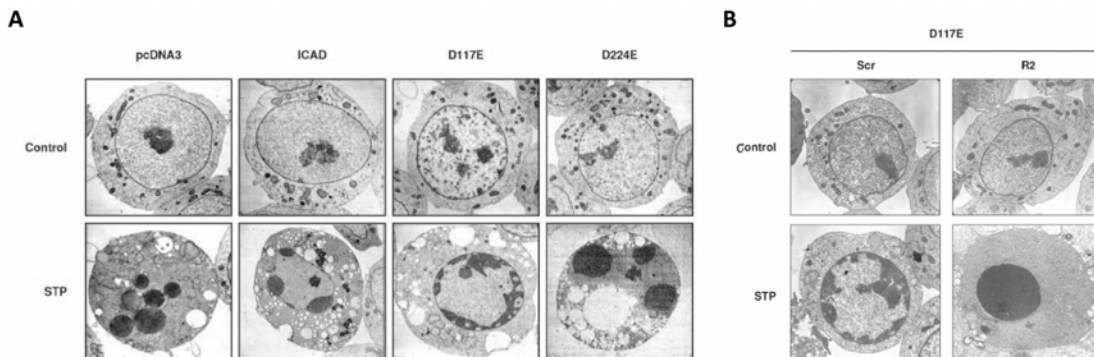 A
pcDNA3 ICAD D117E D224E
Control
STP
B
D117E
Scr R2
Control
STP